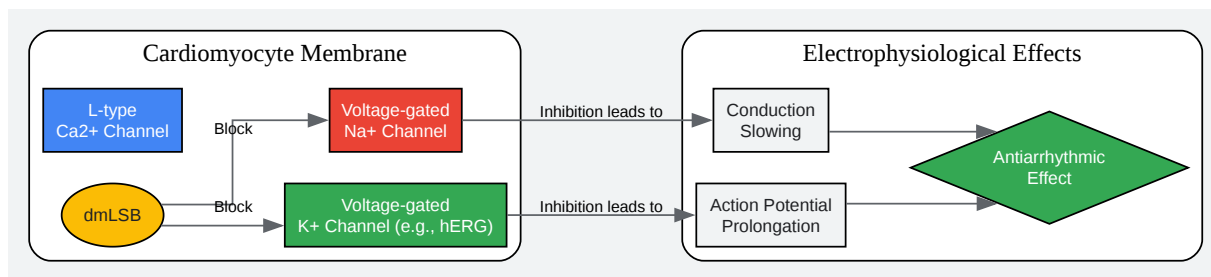 Cardiomyocyte Membrane
L-type
Ca2+ Channel
Block
Voltage-gated
Na+ Channel
dmLSB
Block
Voltage-gated
K+ Channel (e.g., hERG)
Inhibition leads to
Inhibition leads to
Electrophysiological Effects
Conduction
Slowing
Action Potential
Prolongation
Antiarrhythmic
Effect